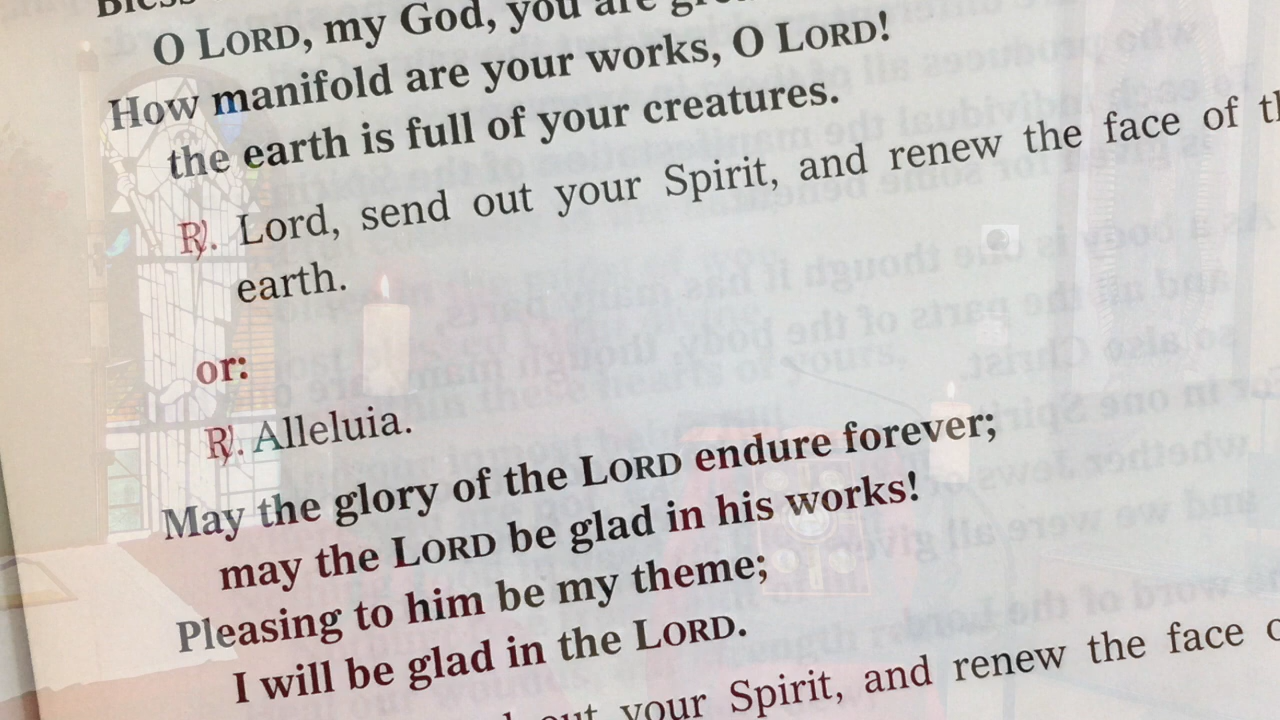 Bless
O LORD, my God, you are
How manifold are your works, O LORD!
the earth is full of your creatures.
℟. Lord, send out your Spirit, and renew the face of
earth.
or:
℟. Alleluia.
May the glory of the LORD endure forever;
may the LORD be glad in his works!
Pleasing to him be my theme;
I will be glad in the LORD.
out your Spirit, and renew the face